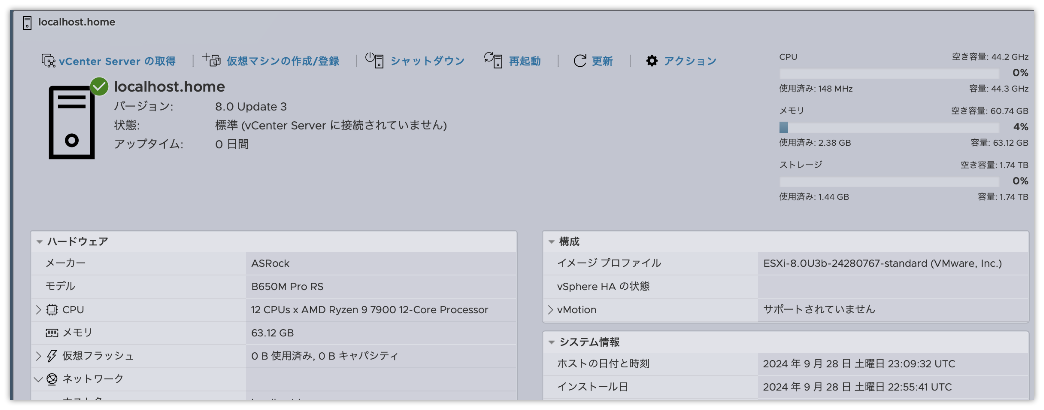 localhost.home
vCenter Server の取得 | 仮想マシンの作成/登録 | シャットダウン 再起動 | 更新 | アクション
localhost.home
バージョン: 8.0 Update 3
状態: 標準 (vCenter Server に接続されていません)
アップタイム: 0 日間
CPU 空き容量: 44.2 GHz
0%
使用済み: 148 MHz 容量: 44.3 GHz
メモリ 空き容量: 60.74 GB
4%
使用済み: 2.38 GB 容量: 63.12 GB
ストレージ 空き容量: 1.74 TB
0%
使用済み: 1.44 GB 容量: 1.74 TB
ハードウェア
メーカー ASRock
モデル B650M Pro RS
CPU 12 CPUs x AMD Ryzen 9 7900 12-Core Processor
メモリ 63.12 GB
仮想フラッシュ 0 B 使用済み, 0 B キャパシティ
ネットワーク
構成
イメージ プロファイル ESXi-8.0U3b-24280767-standard (VMware, Inc.)
vSphere HA の状態
vMotion サポートされていません
システム情報
ホストの日付と時刻 2024 年 9 月 28 日 土曜日 23:09:32 UTC
インストール日 2024 年 9 月 28 日 土曜日 22:55:41 UTC